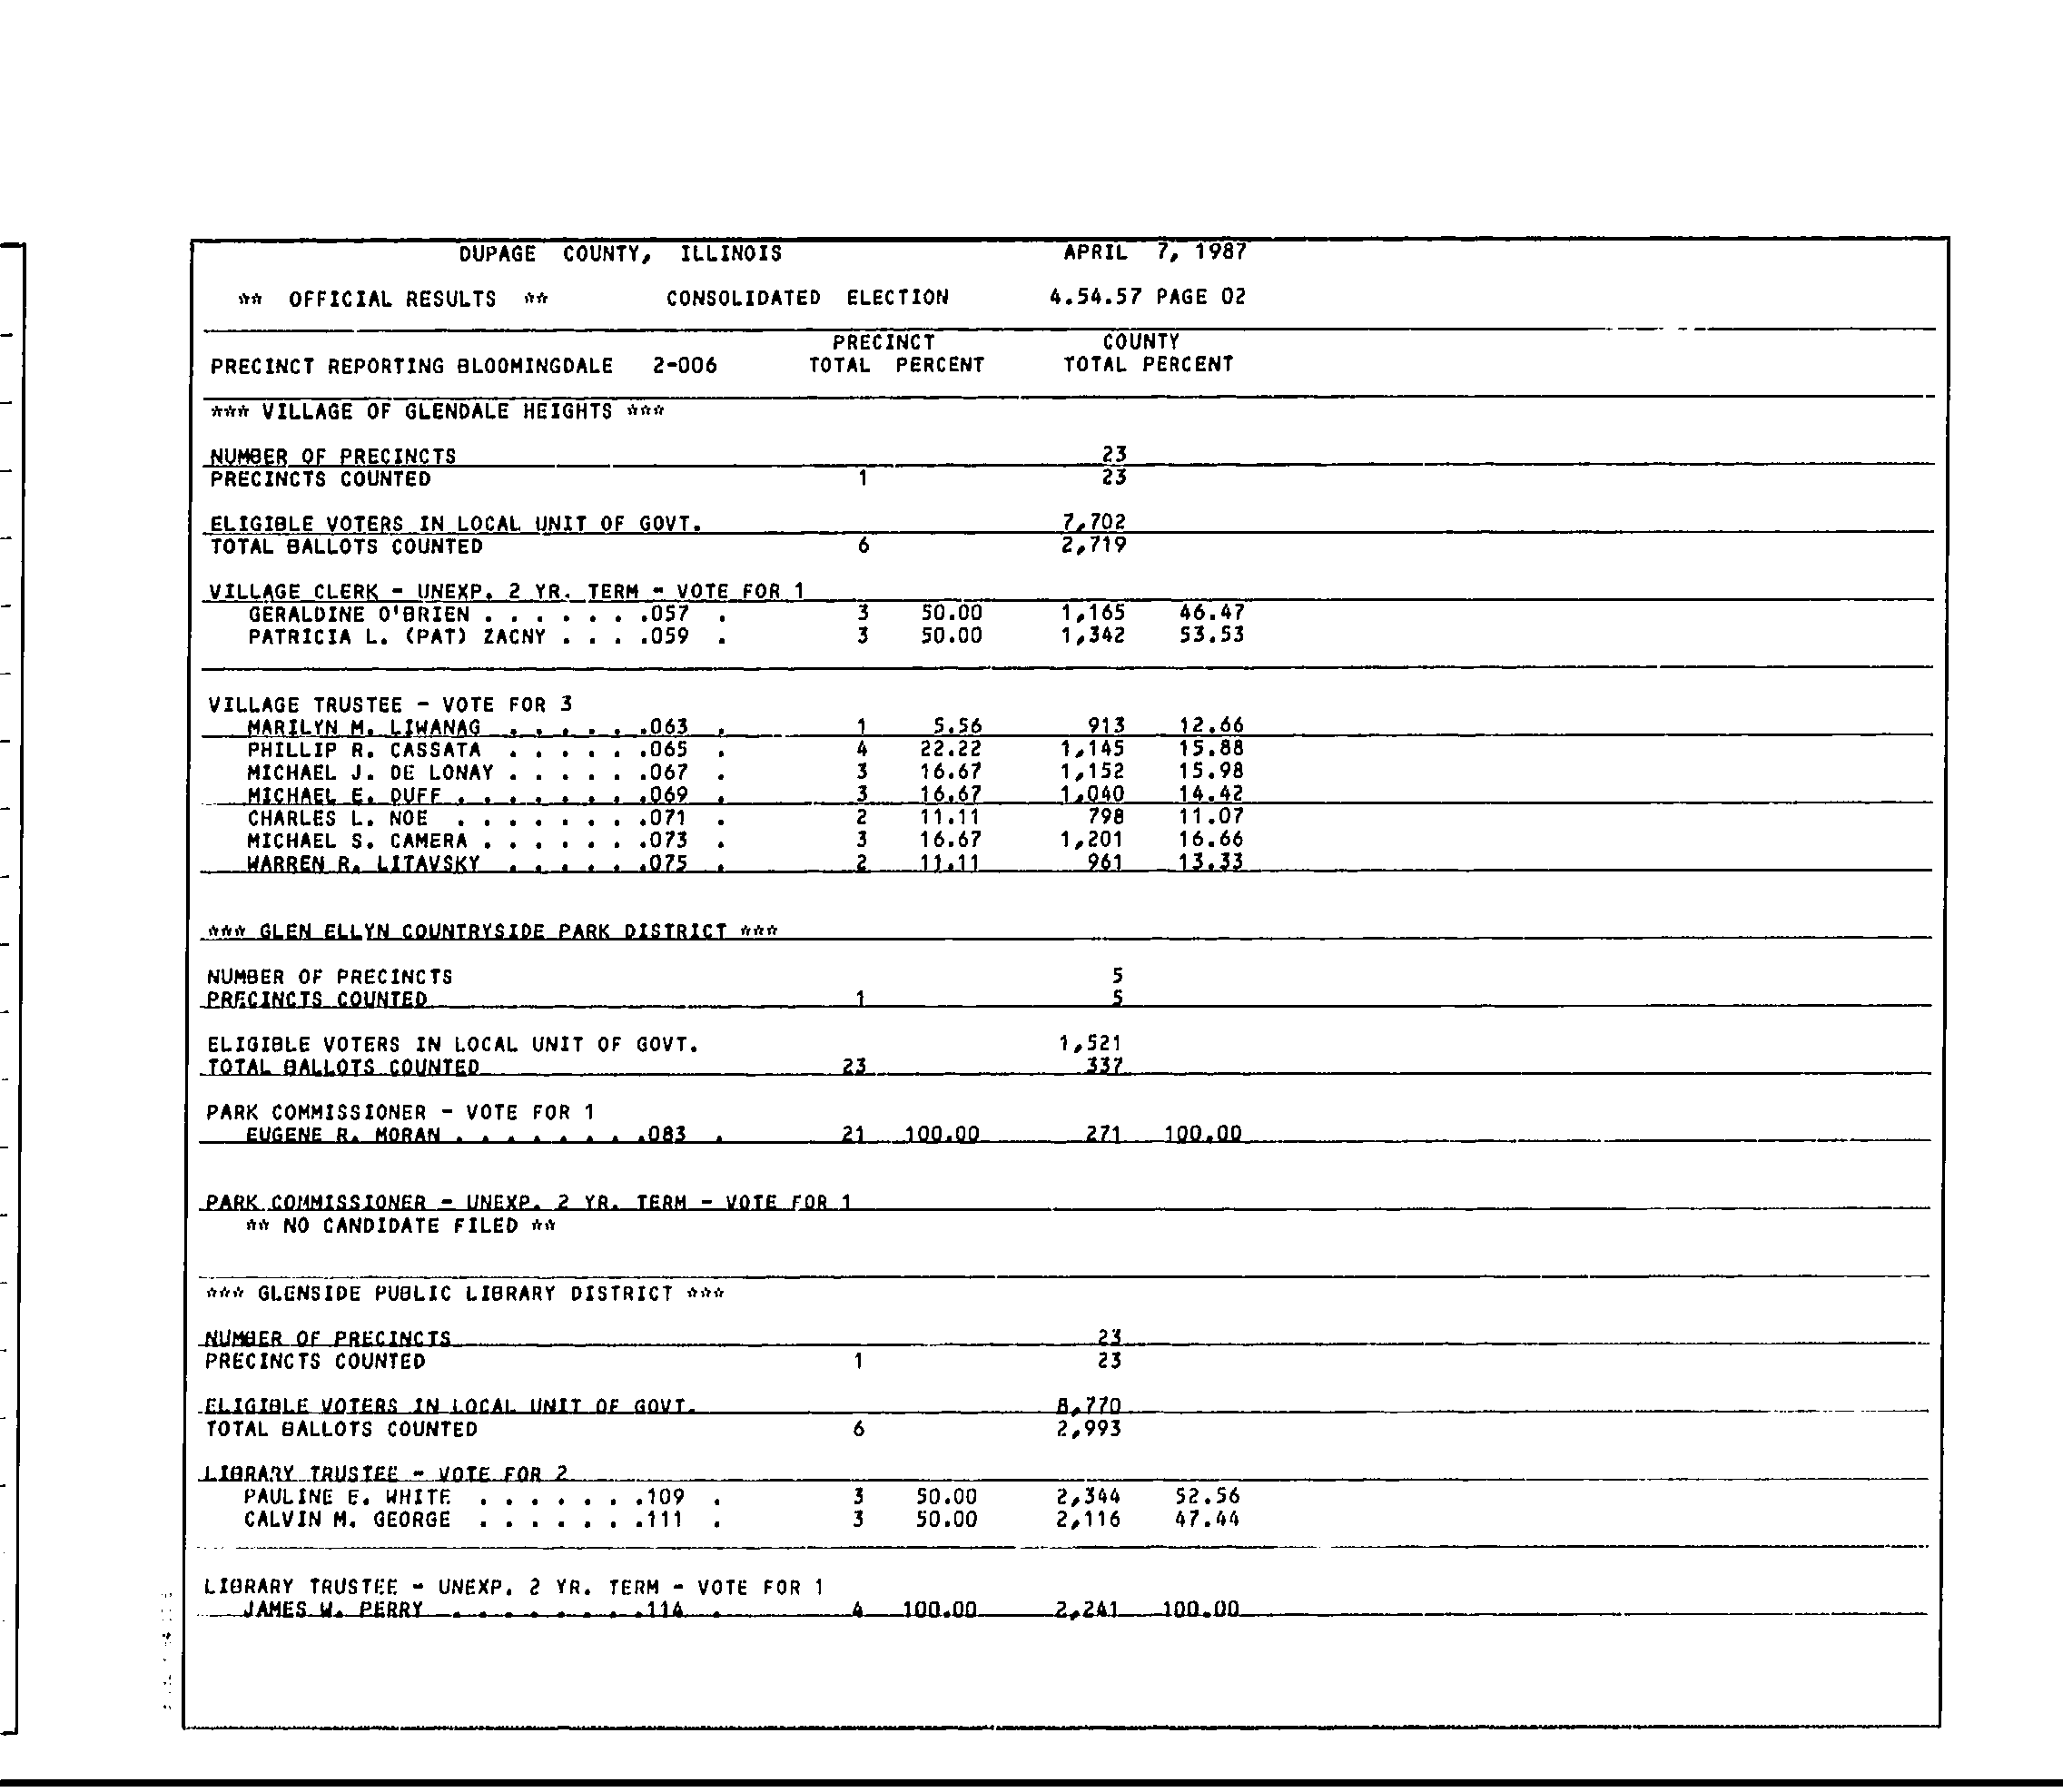 DUPAGE COUNTY, ILLINOIS APRIL 7, 1987
** OFFICIAL RESULTS ** CONSOLIDATED ELECTION 4.54.57 PAGE 02
PRECINCT COUNTY
PRECINCT REPORTING BLOOMINGDALE 2-006 TOTAL PERCENT TOTAL PERCENT
*** VILLAGE OF GLENDALE HEIGHTS ***
NUMBER OF PRECINCTS 23
PRECINCTS COUNTED 1 23
ELIGIBLE VOTERS IN LOCAL UNIT OF GOVT. 7,702
TOTAL BALLOTS COUNTED 6 2,719
VILLAGE CLERK - UNEXP. 2 YR. TERM - VOTE FOR 1
GERALDINE O'BRIEN . . . . . . .057 . 3 50.00 1,165 46.47
PATRICIA L. (PAT) ZACNY . . . .059 . 3 50.00 1,342 53.53
VILLAGE TRUSTEE - VOTE FOR 3
MARILYN M. LIWANAG . . . . . .063 . 1 5.56 913 12.66
PHILLIP R. CASSATA . . . . . .065 . 4 22.22 1,145 15.88
MICHAEL J. DE LONAY . . . . . .067 . 3 16.67 1,152 15.98
MICHAEL E. DUFF . . . . . . . .069 . 3 16.67 1,040 14.42
CHARLES L. NOE . . . . . . . .071 . 2 11.11 798 11.07
MICHAEL S. CAMERA . . . . . . .073 . 3 16.67 1,201 16.66
WARREN R. LITAVSKY . . . . . .075 . 2 11.11 961 13.33
*** GLEN ELLYN COUNTRYSIDE PARK DISTRICT ***
NUMBER OF PRECINCTS 5
PRECINCTS COUNTED 1 5
ELIGIBLE VOTERS IN LOCAL UNIT OF GOVT. 1,521
TOTAL BALLOTS COUNTED 23 337
PARK COMMISSIONER - VOTE FOR 1
EUGENE R. MORAN . . . . . . . .083 . 21 100.00 271 100.00
PARK COMMISSIONER - UNEXP. 2 YR. TERM - VOTE FOR 1
** NO CANDIDATE FILED **
*** GLENSIDE PUBLIC LIBRARY DISTRICT ***
NUMBER OF PRECINCTS 23
PRECINCTS COUNTED 1 23
ELIGIBLE VOTERS IN LOCAL UNIT OF GOVT. 8,770
TOTAL BALLOTS COUNTED 6 2,993
LIBRARY TRUSTEE - VOTE FOR 2
PAULINE E. WHITE . . . . . . .109 . 3 50.00 2,344 52.56
CALVIN M. GEORGE . . . . . . .111 . 3 50.00 2,116 47.44
LIBRARY TRUSTEE - UNEXP. 2 YR. TERM - VOTE FOR 1
JAMES W. PERRY . . . . . . . .114 . 4 100.00 2,241 100.00